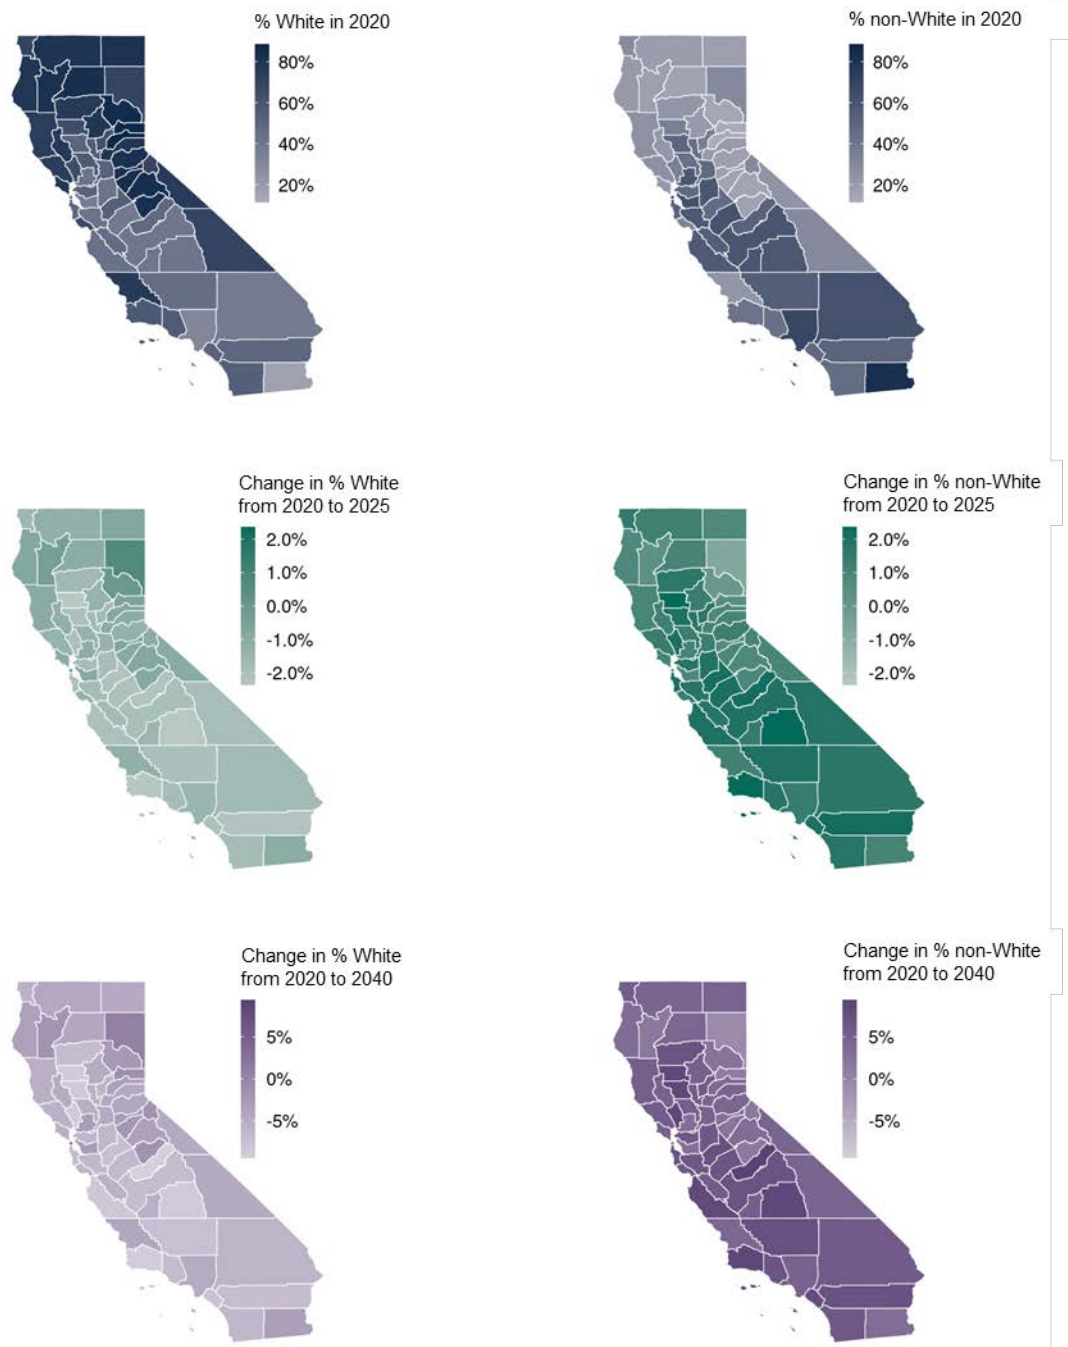 % White in 2020
80%
60%
40%
20%
% non-White in 2020
80%
60%
40%
20%
Change in % White
from 2020 to 2025
2.0%
1.0%
0.0%
-1.0%
-2.0%
Change in % non-White
from 2020 to 2025
2.0%
1.0%
0.0%
-1.0%
-2.0%
Change in % White
from 2020 to 2040
5%
0%
-5%
Change in % non-White
from 2020 to 2040
5%
0%
-5%